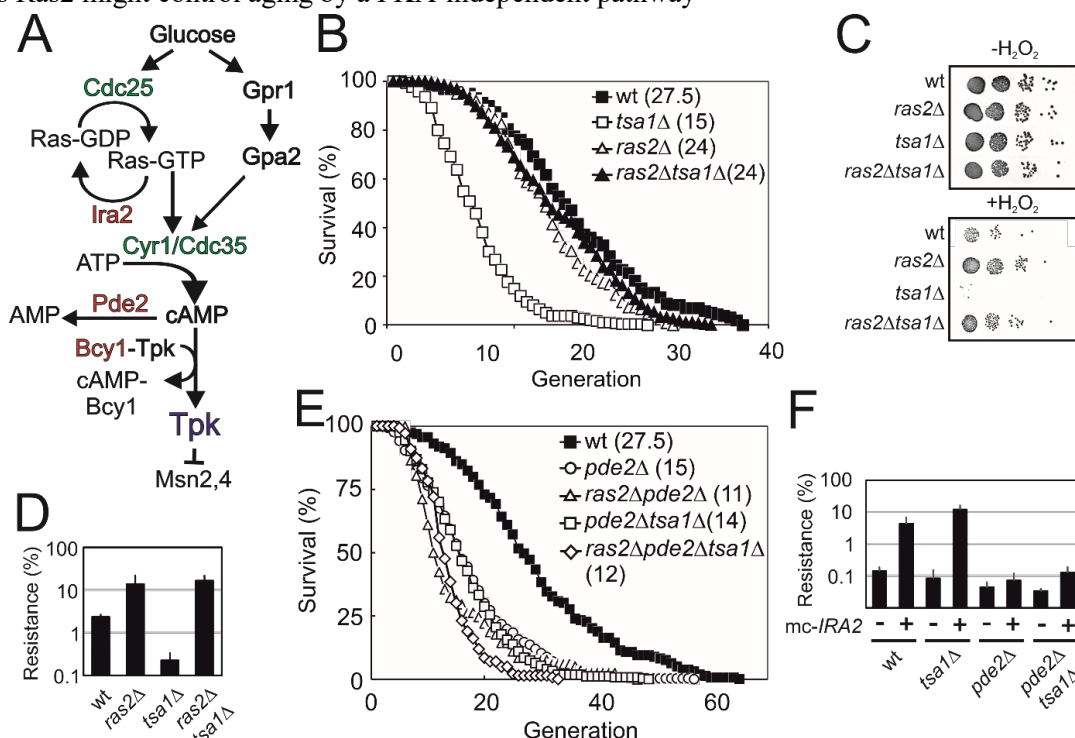 s Ras2 might control aging by a PKA-independent pathway
A
Glucose
Cdc25
Gpr1
Ras-GDP
Ras-GTP
Gpa2
Ira2
Cyr1/Cdc35
ATP
Pde2
AMP
cAMP
Bcy1-Tpk
cAMP-
Bcy1
Tpk
Msn2,4
B
Survival (%)
100
80
60
40
20
0
wt (27.5)
tsa1Δ (15)
ras2Δ (24)
ras2Δtsa1Δ(24)
0 10 20 30 40
Generation
C
-H2O2
wt
ras2Δ
tsa1Δ
ras2Δtsa1Δ
+H2O2
wt
ras2Δ
tsa1Δ
ras2Δtsa1Δ
D
Resistance (%)
100
10
1
0.1
wt
ras2Δ
tsa1Δ
ras2Δ
tsa1Δ
E
Survival (%)
100
75
50
25
0
wt (27.5)
pde2Δ (15)
ras2Δpde2Δ (11)
pde2Δtsa1Δ(14)
ras2Δpde2Δtsa1Δ
(12)
0 20 40 60
Generation
F
Resistance (%)
100
10
1
0.1
mc-IRA2 - + - + - + - +
wt
tsa1Δ
pde2Δ
pde2Δ
tsa1Δ